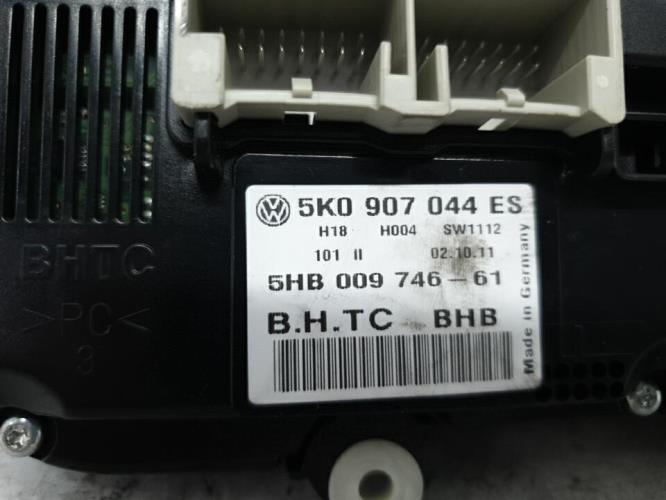 5K0 907 044 ES
H18 H004 SW1112
101 II 02.10.11
5HB 009 746-61
B.H.TC BHB
Made in Germany
BHTC
>PC<
3